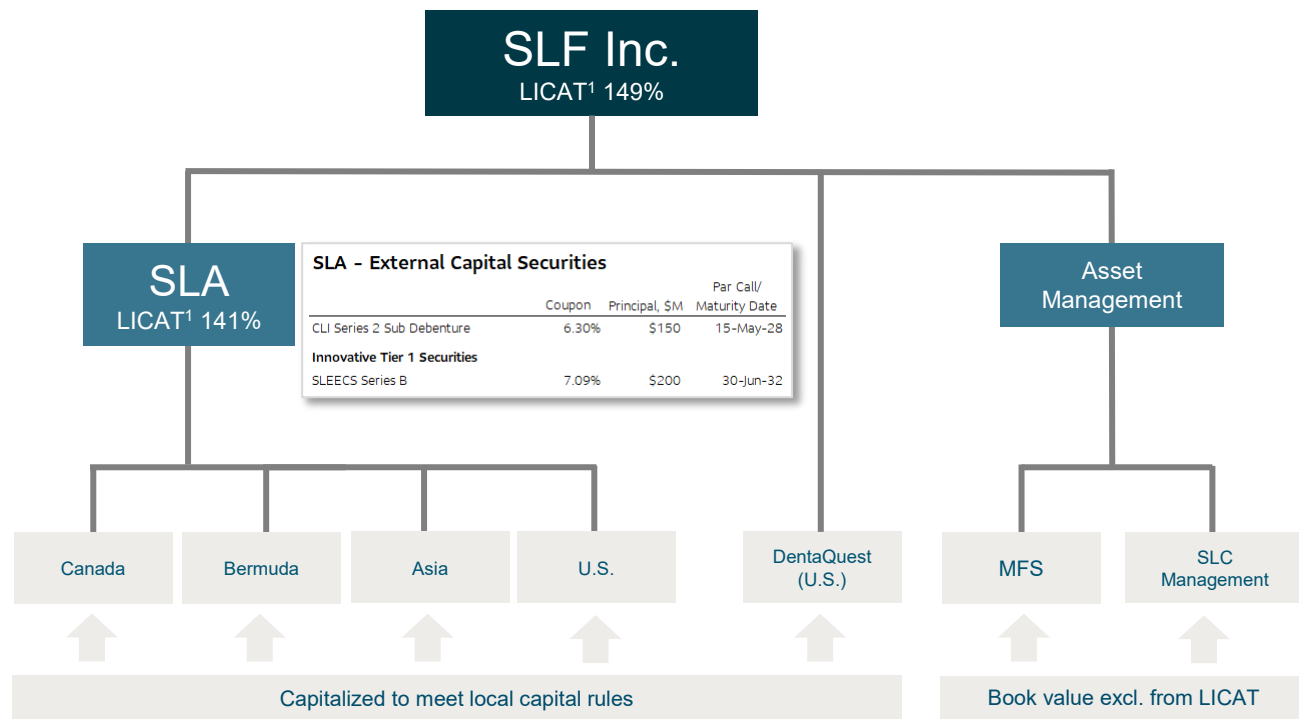 SLF Inc.
LICAT¹ 149%
SLA
LICAT¹ 141%
SLA – External Capital Securities
Par Call/
Coupon Principal, $M Maturity Date
CLI Series 2 Sub Debenture 6.30% $150 15-May-28
Innovative Tier 1 Securities
SLEECS Series B 7.09% $200 30-Jun-32
Asset
Management
Canada
Bermuda
Asia
U.S.
DentaQuest
(U.S.)
MFS
SLC
Management
Capitalized to meet local capital rules
Book value excl. from LICAT